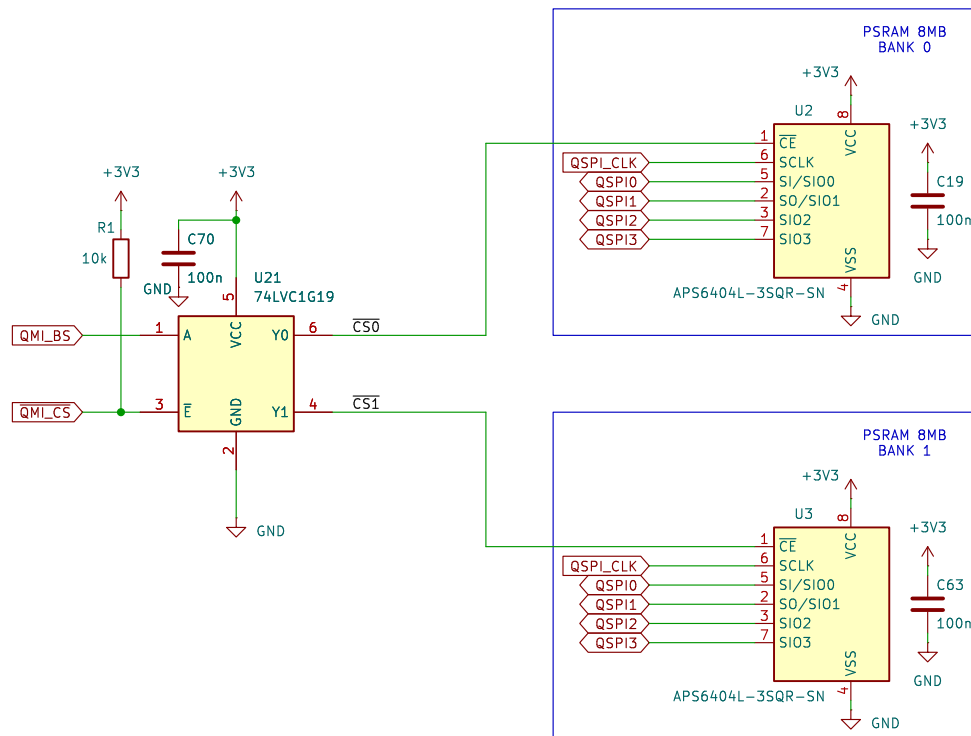 PSRAM 8MB
BANK 0
+3V3
U2
8
VCC
+3V3
1
CE
QSPI_CLK
6
SCLK
QSPI0
5
SI/SIO0
QSPI1
2
SO/SIO1
QSPI2
3
SIO2
QSPI3
7
SIO3
C19
100n
GND
VSS
4
APS6404L-3SQR-SN
GND
+3V3
+3V3
R1
10k
C70
100n
GND
U21
74LVC1G19
5
VCC
QMI_BS
1
A
Y0
6
CS0
QMI_CS
3
E
GND
Y1
4
CS1
2
GND
PSRAM 8MB
BANK 1
+3V3
U3
8
VCC
+3V3
1
CE
QSPI_CLK
6
SCLK
QSPI0
5
SI/SIO0
QSPI1
2
SO/SIO1
QSPI2
3
SIO2
QSPI3
7
SIO3
C63
100n
GND
VSS
4
APS6404L-3SQR-SN
GND